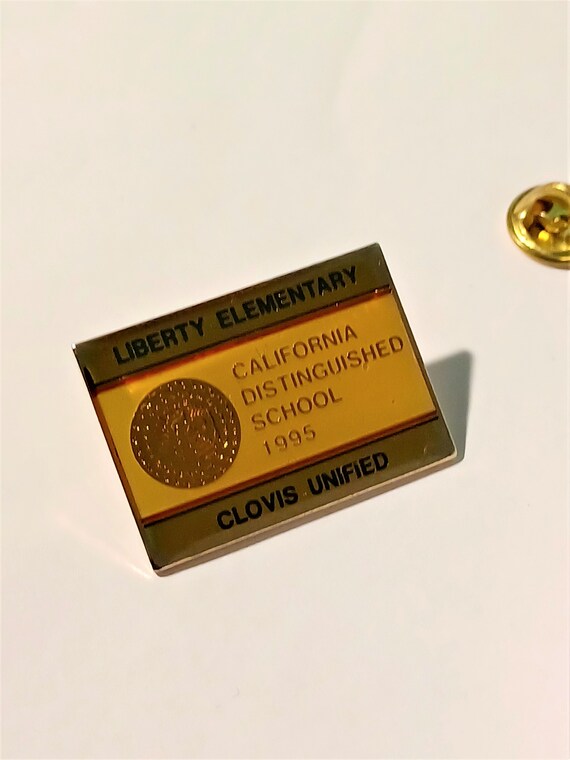 LIBERTY ELEMENTARY
CALIFORNIA
DISTINGUISHED
SCHOOL
1995
CLOVIS UNIFIED